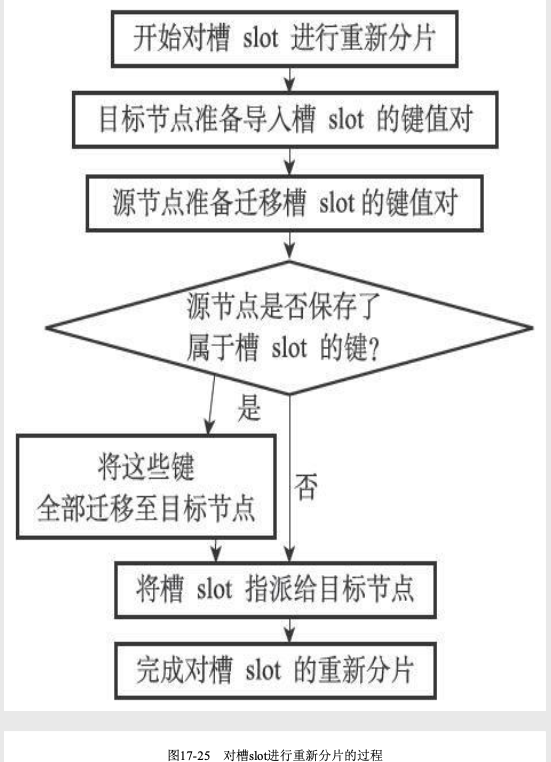 开始对槽 slot 进行重新分片
目标节点准备导入槽 slot 的键值对
源节点准备迁移槽 slot 的键值对
源节点是否保存了
属于槽 slot 的键?
是
将这些键
全部迁移至目标节点
否
将槽 slot 指派给目标节点
完成对槽 slot 的重新分片
图17-25 对槽slot进行重新分片的过程